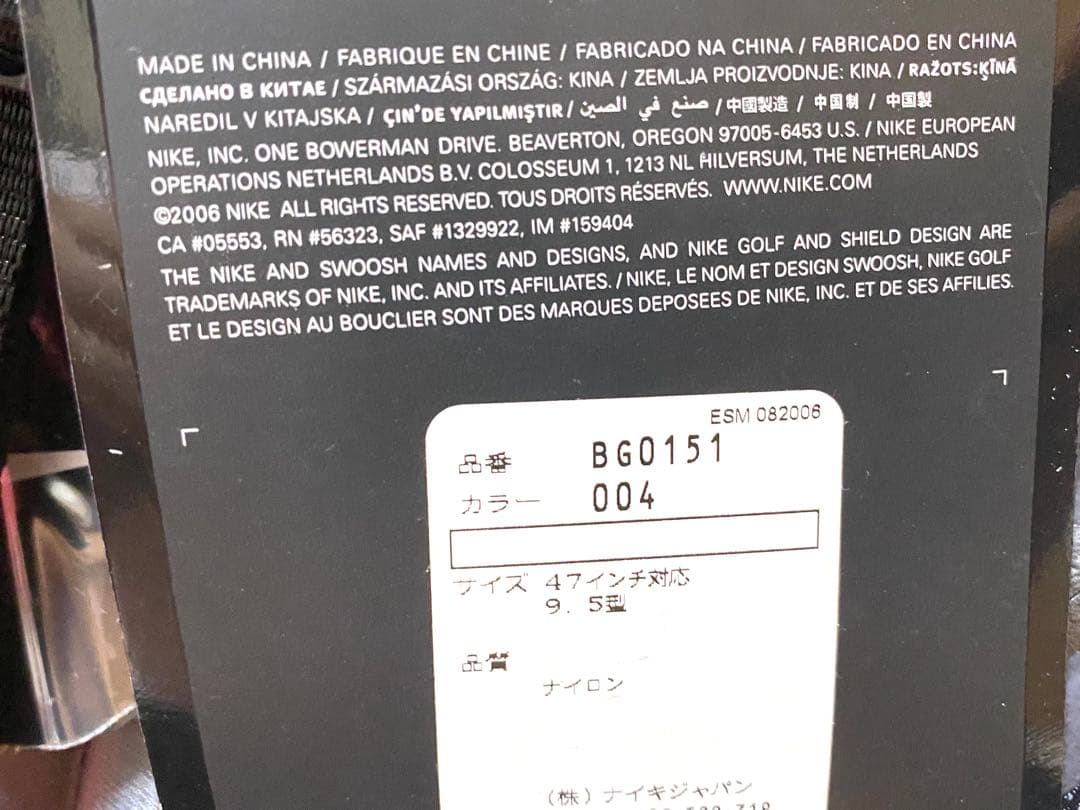 MADE IN CHINA / FABRIQUE EN CHINE / FABRICADO NA CHINA / FABRICADO EN CHINA
СДЕЛАНО В КИТАЕ / SZÁRMAZÁSI ORSZÁG: KINA / ZEMLJA PROIZVODNJE: KINA / RAŽOTS:ĶĪNĀ
NAREDIL V KITAJSKA / ÇIN'DE YAPILMIŞTIR / صنع في الصين / 中國製造 / 中国制 / 中国製
NIKE, INC. ONE BOWERMAN DRIVE. BEAVERTON, OREGON 97005-6453 U.S. / NIKE EUROPEAN
OPERATIONS NETHERLANDS B.V. COLOSSEUM 1, 1213 NL HILVERSUM, THE NETHERLANDS
©2006 NIKE ALL RIGHTS RESERVED. TOUS DROITS RÉSERVÉS. WWW.NIKE.COM
CA #05553, RN #56323, SAF #1329922, IM #159404
THE NIKE AND SWOOSH NAMES AND DESIGNS, AND NIKE GOLF AND SHIELD DESIGN ARE
TRADEMARKS OF NIKE, INC. AND ITS AFFILIATES. / NIKE, LE NOM ET DESIGN SWOOSH, NIKE GOLF
ET LE DESIGN AU BOUCLIER SONT DES MARQUES DEPOSEES DE NIKE, INC. ET DE SES AFFILIES.
ESM 082006
品番 BG0151
カラー 004
サイズ 47インチ対応
9.5型
品質
ナイロン
(株)ナイキジャパン